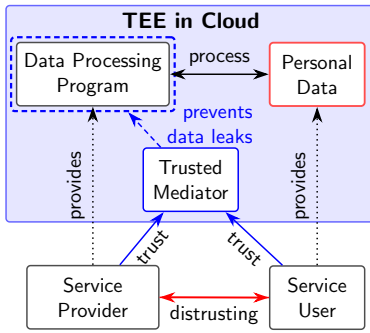 TEE in Cloud
Data Processing
Program
process
Personal
Data
prevents
data leaks
Trusted
Mediator
provides
provides
trust
trust
Service
Provider
distrusting
Service
User